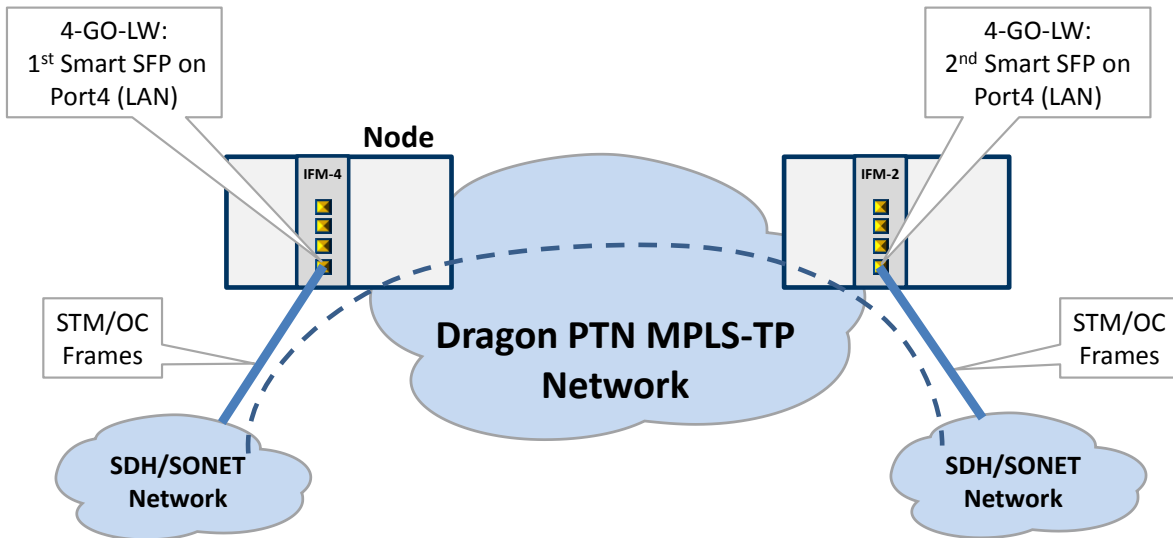 4-GO-LW:
1st Smart SFP on
Port4 (LAN)
4-GO-LW:
2nd Smart SFP on
Port4 (LAN)
Node
IFM-4
IFM-2
STM/OC
Frames
Dragon PTN MPLS-TP
Network
STM/OC
Frames
SDH/SONET
Network
SDH/SONET
Network